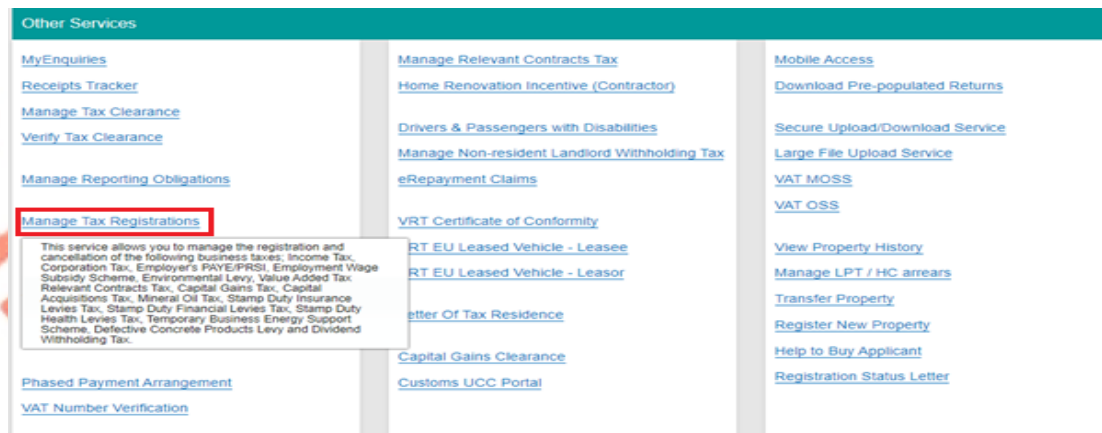 Other Services
MyEnquiries
Receipts Tracker
Manage Tax Clearance
Verify Tax Clearance
Manage Reporting Obligations
Manage Tax Registrations
This service allows you to manage the registration and
cancellation of the following business taxes; Income Tax,
Corporation Tax, Employer's PAYE/PRSI, Employment Wage
Subsidy Scheme, Environmental Levy, Value Added Tax
Relevant Contracts Tax, Capital Gains Tax, Capital
Acquisitions Tax, Mineral Oil Tax, Stamp Duty Insurance
Levies Tax, Stamp Duty Financial Levies Tax, Stamp Duty
Health Levies Tax, Temporary Business Energy Support
Scheme, Defective Concrete Products Levy and Dividend
Withholding Tax.
Phased Payment Arrangement
VAT Number Verification
Manage Relevant Contracts Tax
Home Renovation Incentive (Contractor)
Drivers & Passengers with Disabilities
Manage Non-resident Landlord Withholding Tax
eRepayment Claims
VRT Certificate of Conformity
RT EU Leased Vehicle - Leasee
RT EU Leased Vehicle - Leasor
etter Of Tax Residence
Capital Gains Clearance
Customs UCC Portal
Mobile Access
Download Pre-populated Returns
Secure Upload/Download Service
Large File Upload Service
VAT MOSS
VAT OSS
View Property History
Manage LPT / HC arrears
Transfer Property
Register New Property
Help to Buy Applicant
Registration Status Letter